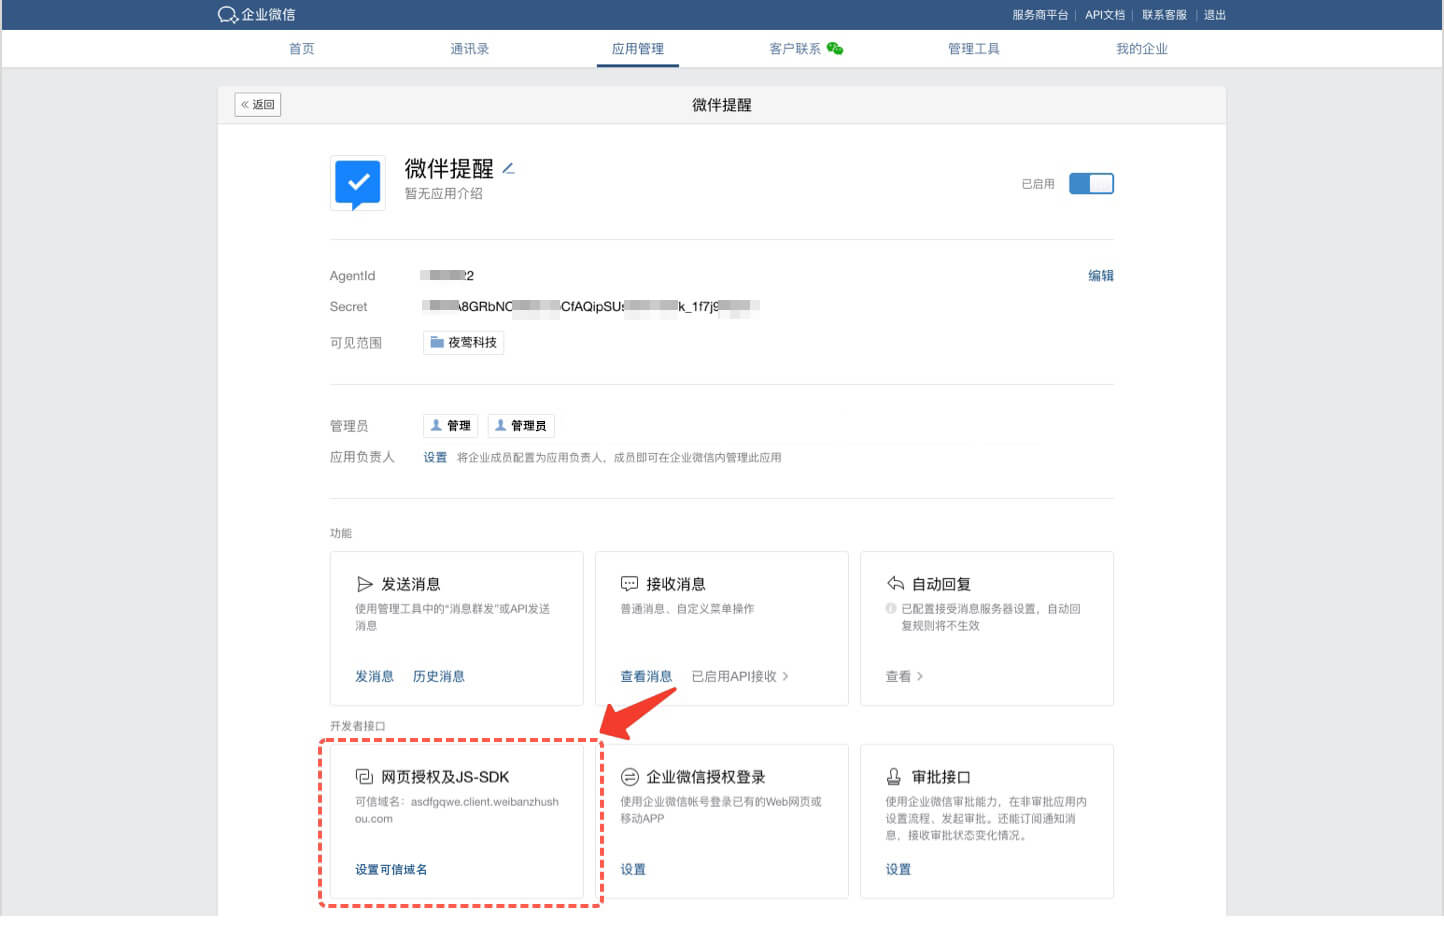 企业微信
服务商平台 | API文档 | 联系客服 | 退出
首页 通讯录 应用管理 客户联系 管理工具 我的企业
« 返回 微伴提醒
微伴提醒
暂无应用介绍
已启用
AgentId 2 编辑
Secret 8GRbNC CfAQipSU k_1f7j9
可见范围 夜莺科技
管理员 管理 管理员
应用负责人 设置 将企业成员配置为应用负责人，成员即可在企业微信内管理此应用
功能
发送消息
使用管理工具中的“消息群发”或API发送
消息
发消息 历史消息
接收消息
普通消息、自定义菜单操作
查看消息 已启用API接收 >
自动回复
已配置接受消息服务器设置，自动回
复规则将不生效
查看 >
开发者接口
网页授权及JS-SDK
可信域名：asdfgqwe.client.weibanzhush
ou.com
设置可信域名
企业微信授权登录
使用企业微信帐号登录已有的Web网页或
移动APP
设置
审批接口
使用企业微信审批能力，在非审批应用内
设置流程、发起审批。还能订阅通知消
息，接收审批状态变化情况。
设置